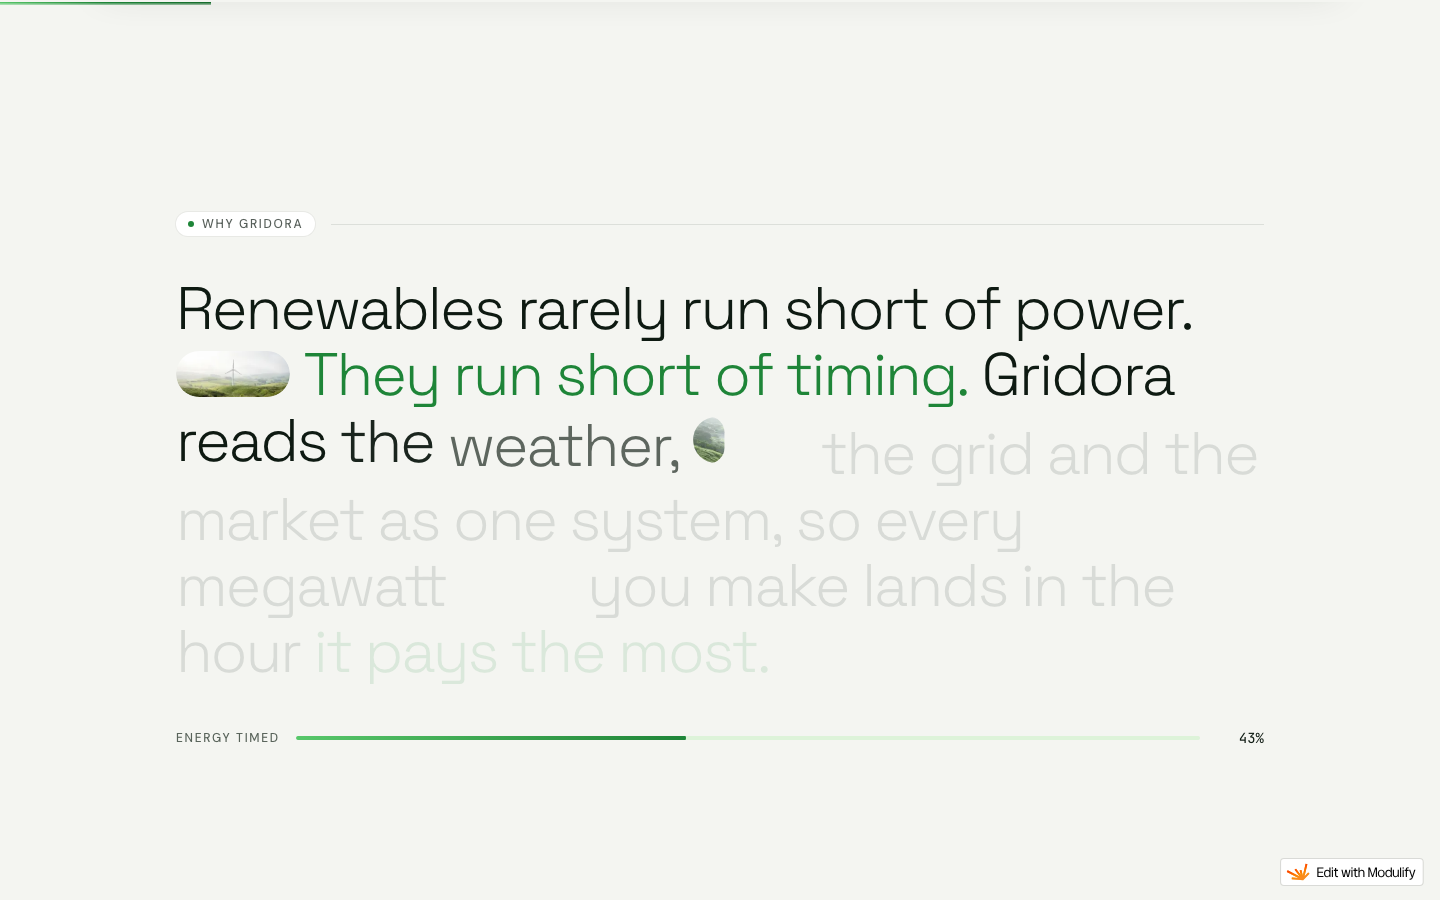 WHY GRIDORA
Renewables rarely run short of power.
They run short of timing. Gridora
reads the weather, the grid and the
market as one system, so every
megawatt you make lands in the
hour it pays the most.
ENERGY TIMED 43%
Edit with Modulify